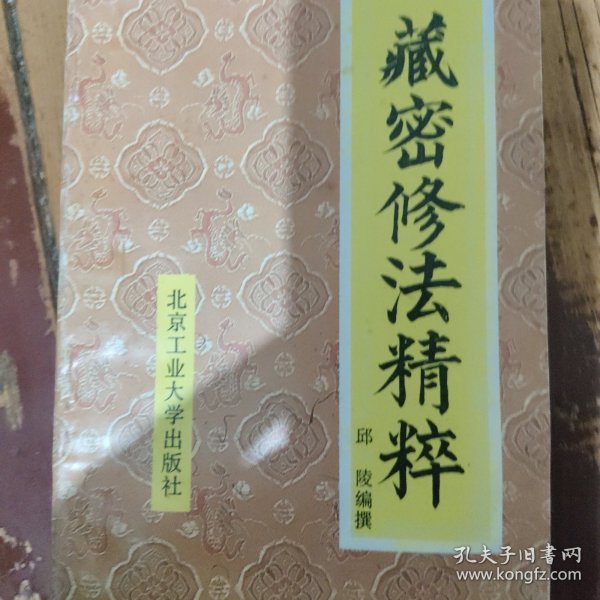 藏密修法精粹
邱 陵编撰
北京工业大学出版社
孔夫子旧书网
www.kongfz.com